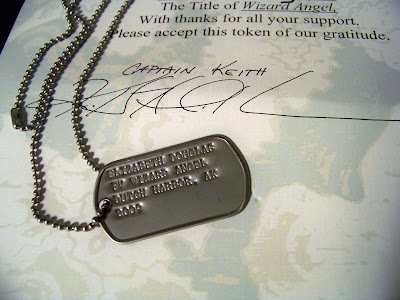 The Title of Wizard Angel,
With thanks for all your support.
Please accept this token of our gratitude.
CAPTAIN KEITH
ELIZABETH DOUGLAS
FV WIZARD ANGEL
DUTCH HARBOR, AK
2009